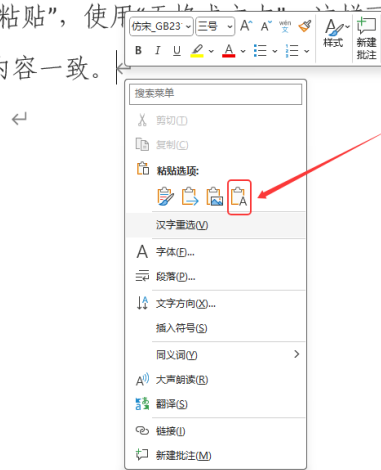 粘贴”，使用“
仿宋_GB231 三号 A A wén 文 样式 新建批注
B I U A
内容一致。
搜索菜单
剪切(T)
复制(C)
粘贴选项:
A
汉字重选(V)
A 字体(F)...
段落(P)...
文字方向(X)...
插入符号(S)
同义词(Y)
A 大声朗读(R)
翻译(S)
链接(I)
新建批注(M)